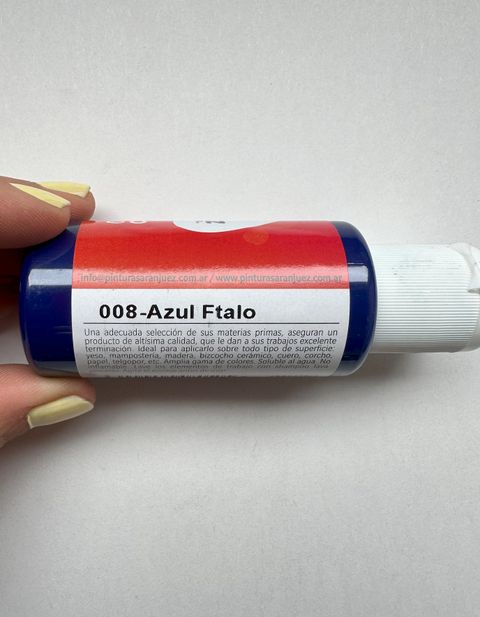 info@pinturasaranjuez.com.ar / www.pinturasaranjuez.com.ar
008-Azul Ftalo
Una adecuada selección de sus materias primas, aseguran un
producto de altísima calidad, que le dan a sus trabajos excelente
terminación. Ideal para aplicarlo sobre todo tipo de superficie:
yeso, mampostería, madera, bizcocho cerámico, cuero, corcho,
papel, telgopor, etc. Amplia gama de colores. Soluble al agua. No
inflamable. Lave los elementos de trabajo con shampoo lava